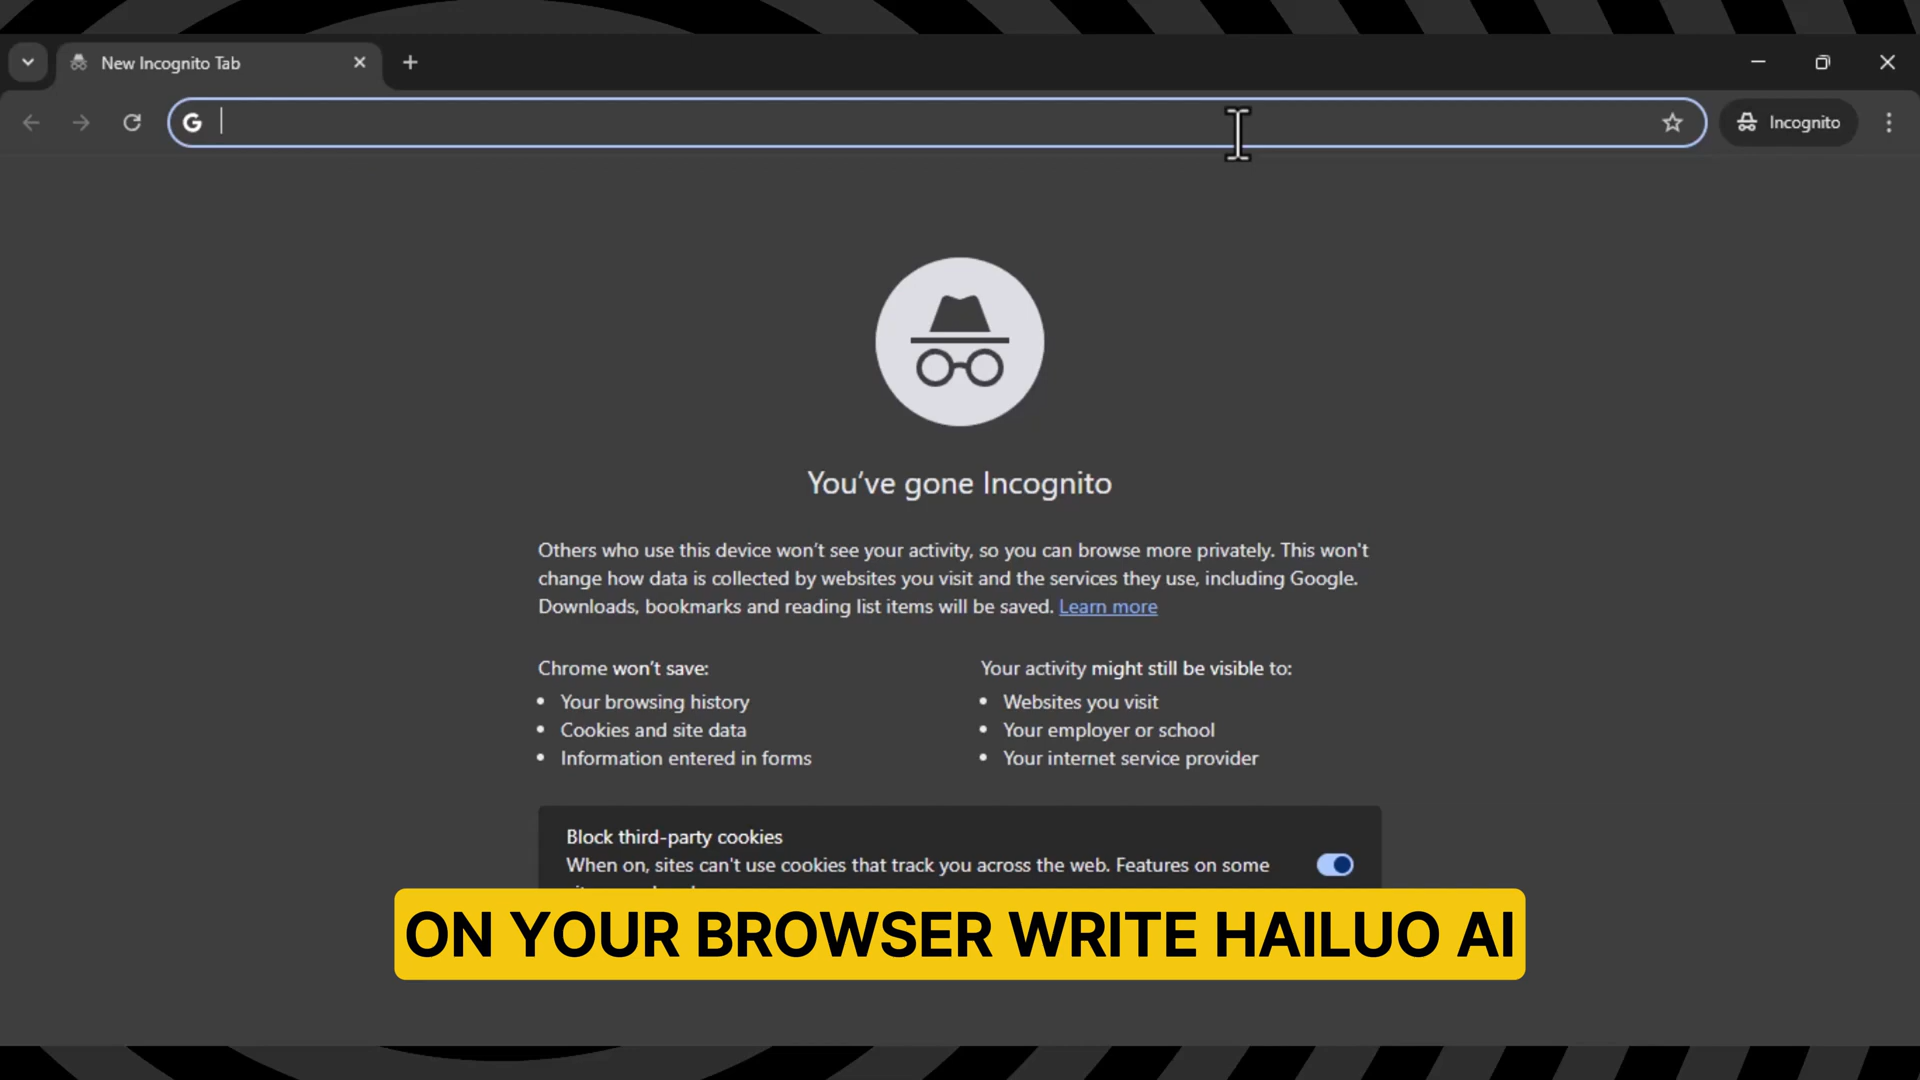 New Incognito Tab
Incognito
You've gone Incognito
Others who use this device won't see your activity, so you can browse more privately. This won't
change how data is collected by websites you visit and the services they use, including Google.
Downloads, bookmarks and reading list items will be saved. Learn more
Chrome won't save:
Your browsing history
Cookies and site data
Information entered in forms
Your activity might still be visible to:
Websites you visit
Your employer or school
Your internet service provider
Block third-party cookies
When on, sites can't use cookies that track you across the web. Features on some
ON YOUR BROWSER WRITE HAILUO AI